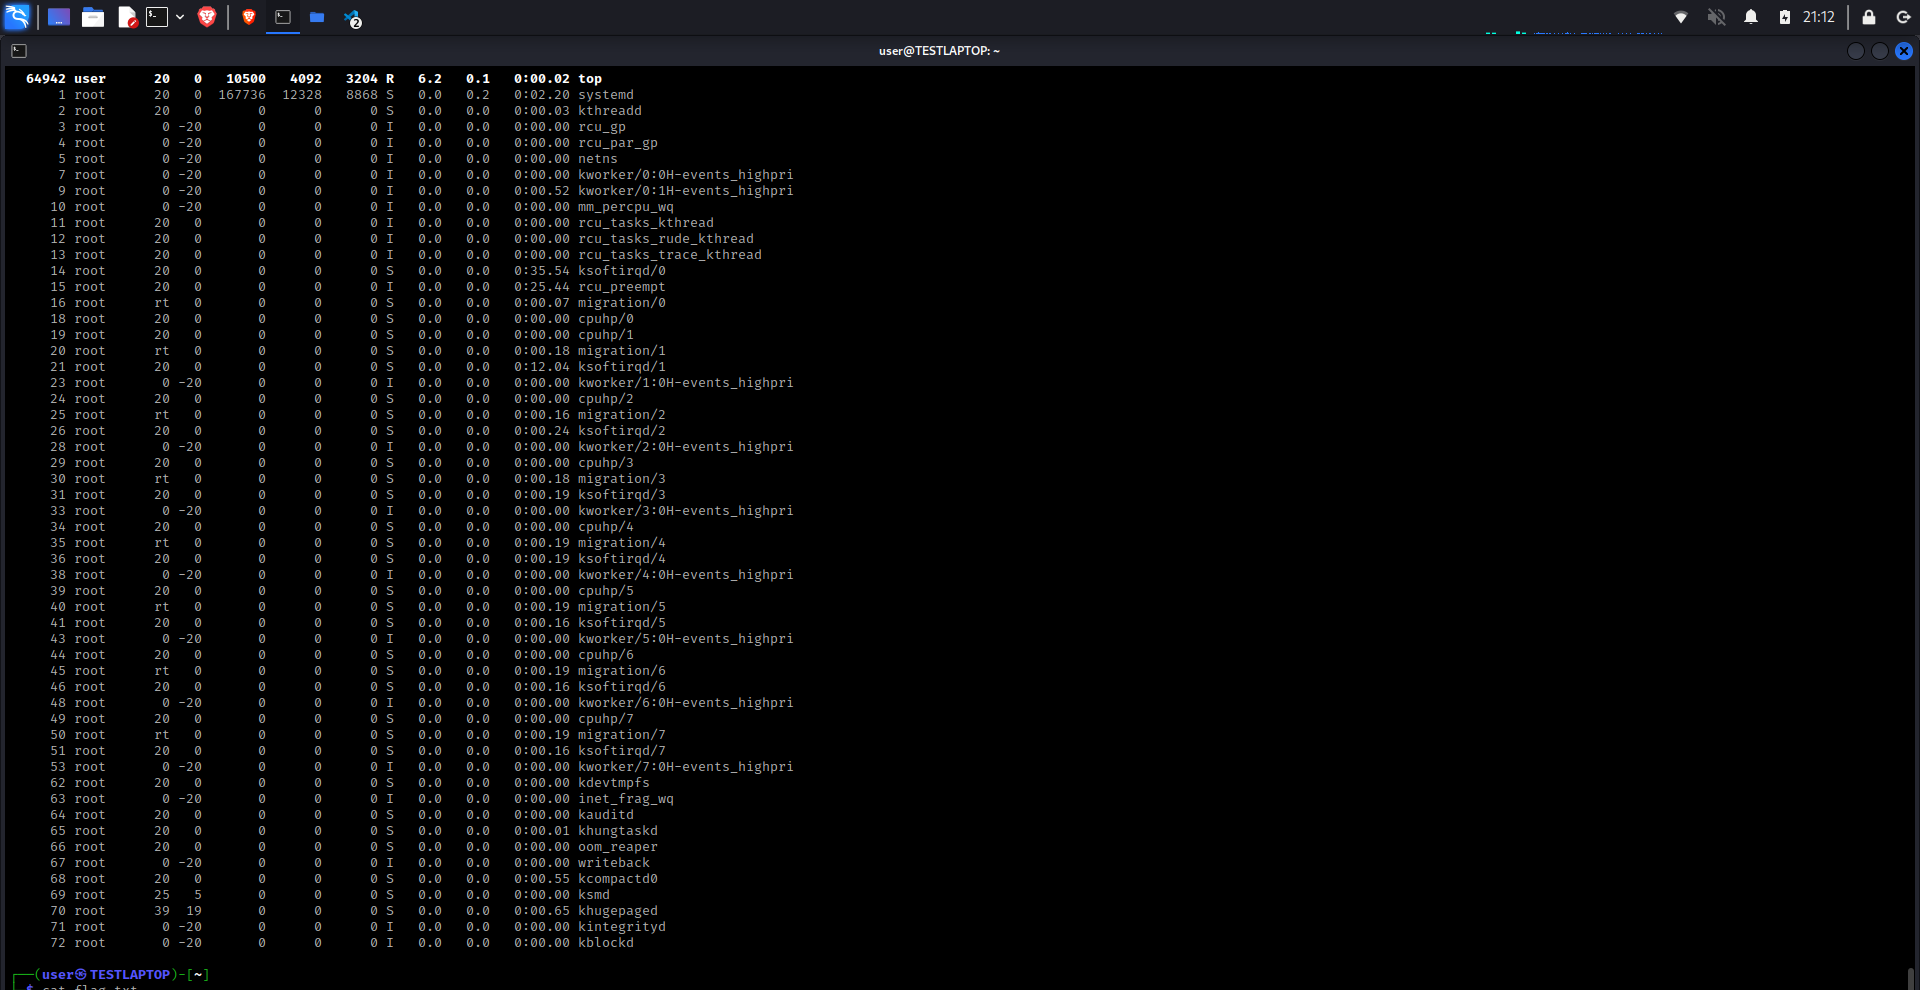 2
21:12
user@TESTLAPTOP: ~
64942 user 20 0 10500 4092 3204 R 6.2 0.1 0:00.02 top
1 root 20 0 167736 12328 8868 S 0.0 0.2 0:02.20 systemd
2 root 20 0 0 0 0 S 0.0 0.0 0:00.03 kthreadd
3 root 0 -20 0 0 0 I 0.0 0.0 0:00.00 rcu_gp
4 root 0 -20 0 0 0 I 0.0 0.0 0:00.00 rcu_par_gp
5 root 0 -20 0 0 0 I 0.0 0.0 0:00.00 netns
7 root 0 -20 0 0 0 I 0.0 0.0 0:00.00 kworker/0:0H-events_highpri
9 root 0 -20 0 0 0 I 0.0 0.0 0:00.52 kworker/0:1H-events_highpri
10 root 0 -20 0 0 0 I 0.0 0.0 0:00.00 mm_percpu_wq
11 root 20 0 0 0 0 I 0.0 0.0 0:00.00 rcu_tasks_kthread
12 root 20 0 0 0 0 I 0.0 0.0 0:00.00 rcu_tasks_rude_kthread
13 root 20 0 0 0 0 I 0.0 0.0 0:00.00 rcu_tasks_trace_kthread
14 root 20 0 0 0 0 S 0.0 0.0 0:35.54 ksoftirqd/0
15 root 20 0 0 0 0 I 0.0 0.0 0:25.44 rcu_preempt
16 root rt 0 0 0 0 S 0.0 0.0 0:00.07 migration/0
18 root 20 0 0 0 0 S 0.0 0.0 0:00.00 cpuhp/0
19 root 20 0 0 0 0 S 0.0 0.0 0:00.00 cpuhp/1
20 root rt 0 0 0 0 S 0.0 0.0 0:00.18 migration/1
21 root 20 0 0 0 0 S 0.0 0.0 0:12.04 ksoftirqd/1
23 root 0 -20 0 0 0 I 0.0 0.0 0:00.00 kworker/1:0H-events_highpri
24 root 20 0 0 0 0 S 0.0 0.0 0:00.00 cpuhp/2
25 root rt 0 0 0 0 S 0.0 0.0 0:00.16 migration/2
26 root 20 0 0 0 0 S 0.0 0.0 0:00.24 ksoftirqd/2
28 root 0 -20 0 0 0 I 0.0 0.0 0:00.00 kworker/2:0H-events_highpri
29 root 20 0 0 0 0 S 0.0 0.0 0:00.00 cpuhp/3
30 root rt 0 0 0 0 S 0.0 0.0 0:00.18 migration/3
31 root 20 0 0 0 0 S 0.0 0.0 0:00.19 ksoftirqd/3
33 root 0 -20 0 0 0 I 0.0 0.0 0:00.00 kworker/3:0H-events_highpri
34 root 20 0 0 0 0 S 0.0 0.0 0:00.00 cpuhp/4
35 root rt 0 0 0 0 S 0.0 0.0 0:00.19 migration/4
36 root 20 0 0 0 0 S 0.0 0.0 0:00.19 ksoftirqd/4
38 root 0 -20 0 0 0 I 0.0 0.0 0:00.00 kworker/4:0H-events_highpri
39 root 20 0 0 0 0 S 0.0 0.0 0:00.00 cpuhp/5
40 root rt 0 0 0 0 S 0.0 0.0 0:00.19 migration/5
41 root 20 0 0 0 0 S 0.0 0.0 0:00.16 ksoftirqd/5
43 root 0 -20 0 0 0 I 0.0 0.0 0:00.00 kworker/5:0H-events_highpri
44 root 20 0 0 0 0 S 0.0 0.0 0:00.00 cpuhp/6
45 root rt 0 0 0 0 S 0.0 0.0 0:00.19 migration/6
46 root 20 0 0 0 0 S 0.0 0.0 0:00.16 ksoftirqd/6
48 root 0 -20 0 0 0 I 0.0 0.0 0:00.00 kworker/6:0H-events_highpri
49 root 20 0 0 0 0 S 0.0 0.0 0:00.00 cpuhp/7
50 root rt 0 0 0 0 S 0.0 0.0 0:00.19 migration/7
51 root 20 0 0 0 0 S 0.0 0.0 0:00.16 ksoftirqd/7
53 root 0 -20 0 0 0 I 0.0 0.0 0:00.00 kworker/7:0H-events_highpri
62 root 20 0 0 0 0 S 0.0 0.0 0:00.00 kdevtmpfs
63 root 0 -20 0 0 0 I 0.0 0.0 0:00.00 inet_frag_wq
64 root 20 0 0 0 0 S 0.0 0.0 0:00.00 kauditd
65 root 20 0 0 0 0 S 0.0 0.0 0:00.01 khungtaskd
66 root 20 0 0 0 0 S 0.0 0.0 0:00.00 oom_reaper
67 root 0 -20 0 0 0 I 0.0 0.0 0:00.00 writeback
68 root 20 0 0 0 0 S 0.0 0.0 0:00.55 kcompactd0
69 root 25 5 0 0 0 S 0.0 0.0 0:00.00 ksmd
70 root 39 19 0 0 0 S 0.0 0.0 0:00.65 khugepaged
71 root 0 -20 0 0 0 I 0.0 0.0 0:00.00 kintegrityd
72 root 0 -20 0 0 0 I 0.0 0.0 0:00.00 kblockd
┌──(user㉿TESTLAPTOP)-[~]
$ cat flag.txt